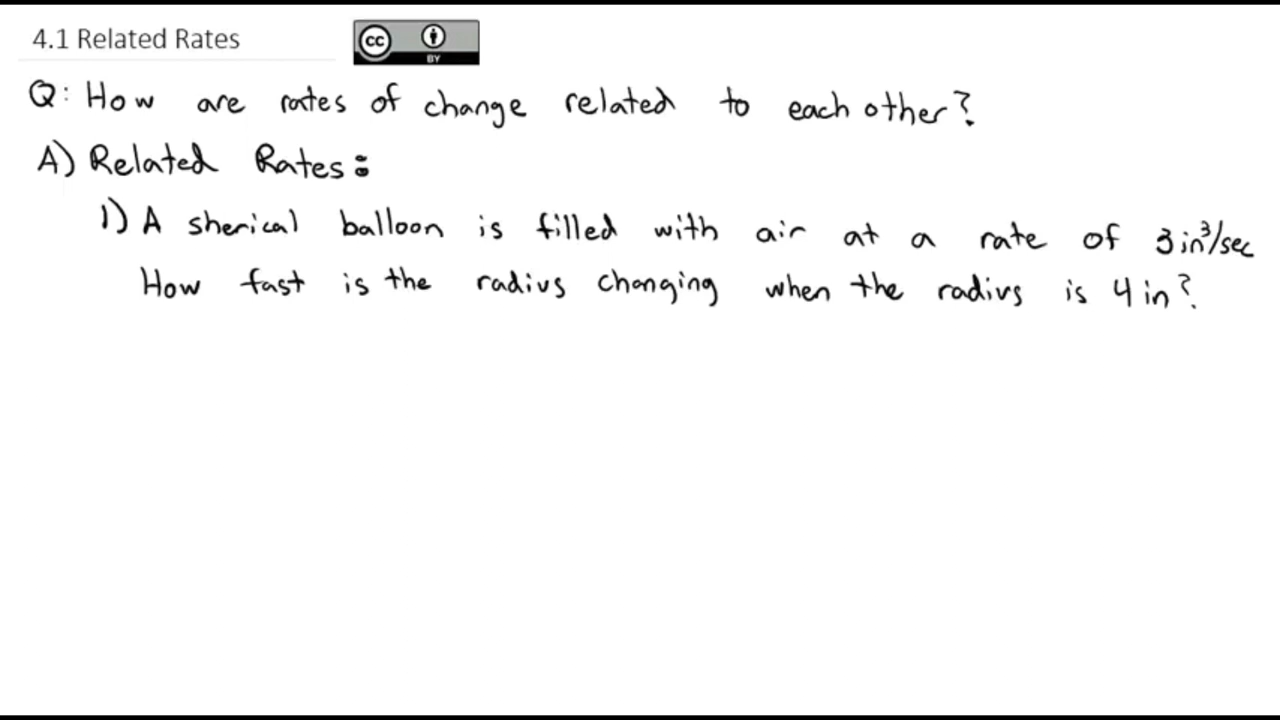 4.1 Related Rates
cc BY
Q: How are rates of change related to each other?
A) Related Rates:
1) A sherical balloon is filled with air at a rate of 3 in³/sec
How fast is the radius changing when the radius is 4 in?